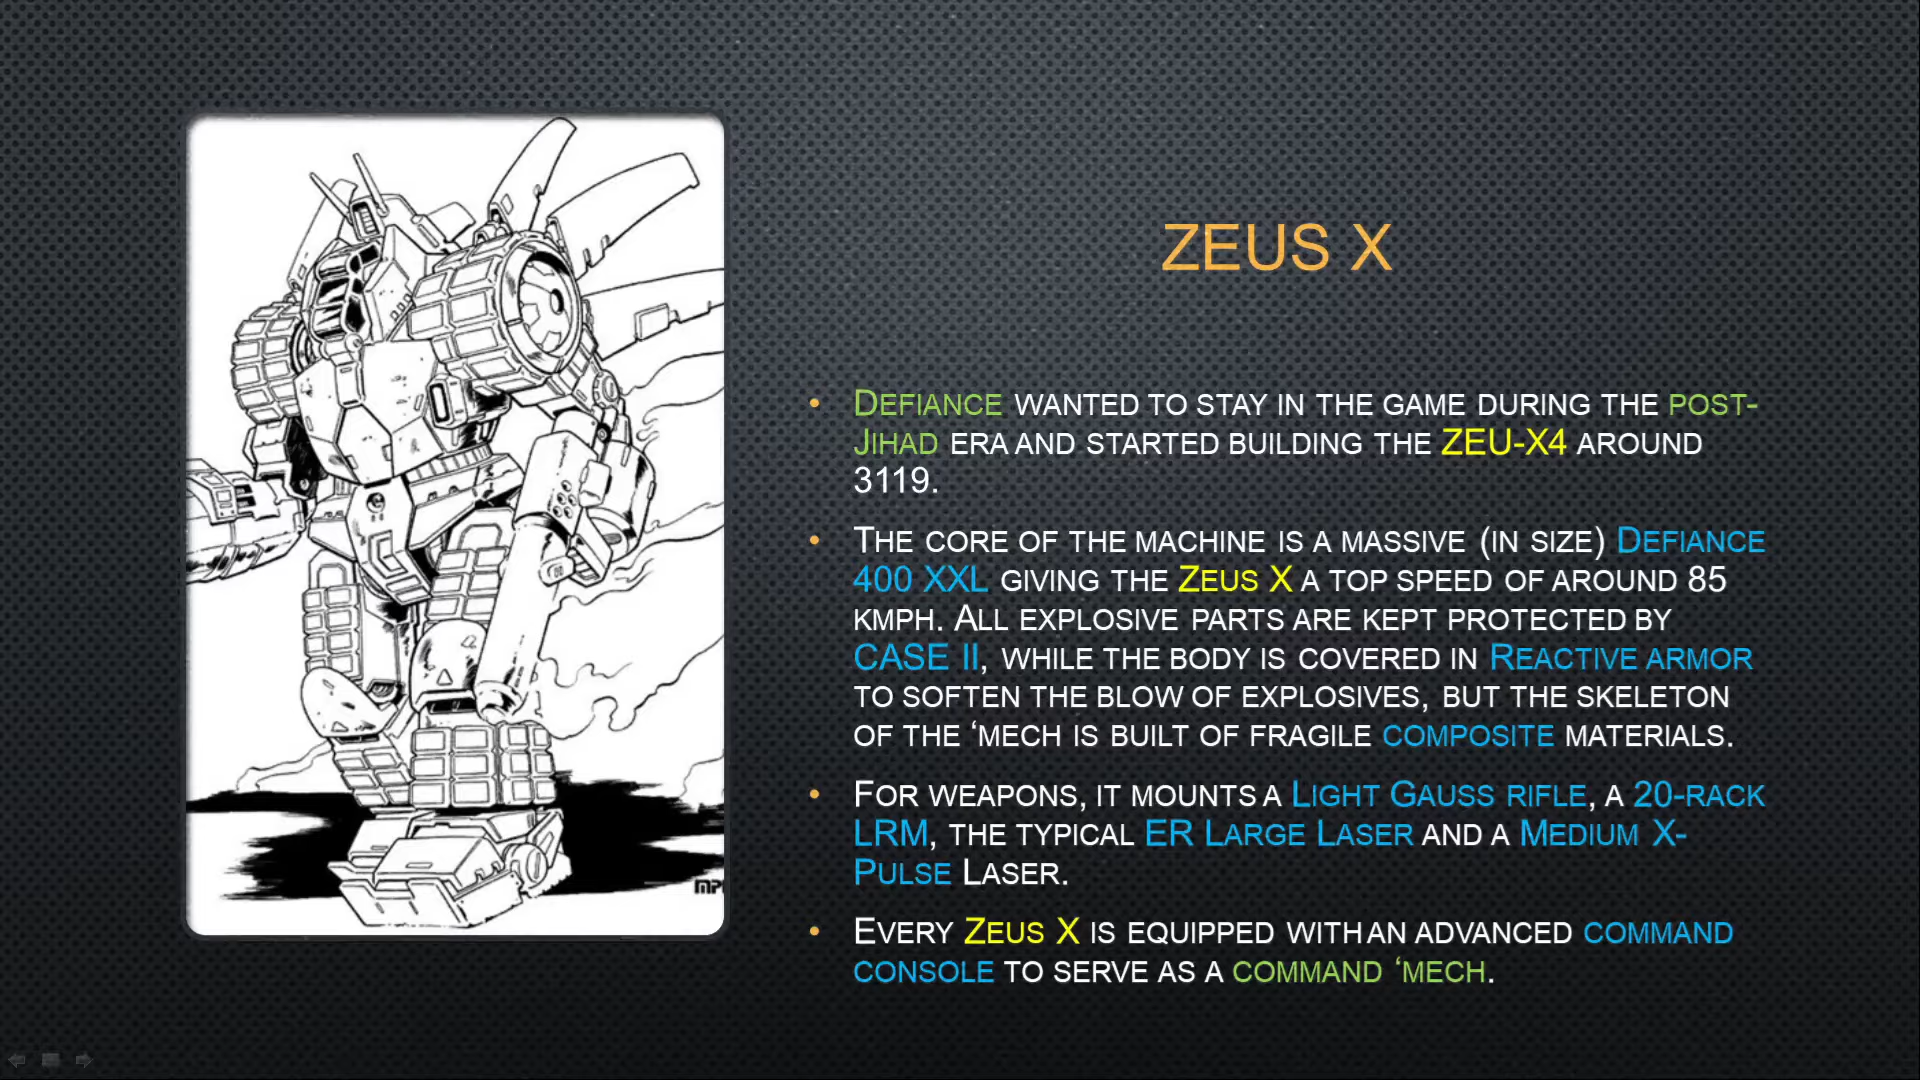 ZEUS X
• Defiance wanted to stay in the game during the post-
Jihad era and started building the ZEU-X4 around
3119.
• The core of the machine is a massive (in size) Defiance
400 XXL giving the Zeus X a top speed of around 85
kmph. All explosive parts are kept protected by
CASE II, while the body is covered in Reactive armor
to soften the blow of explosives, but the skeleton
of the ‘Mech is built of fragile composite materials.
• For weapons, it mounts a Light Gauss rifle, a 20-rack
LRM, the typical ER Large Laser and a Medium X-
Pulse Laser.
• Every Zeus X is equipped with an advanced command
console to serve as a command ‘Mech.